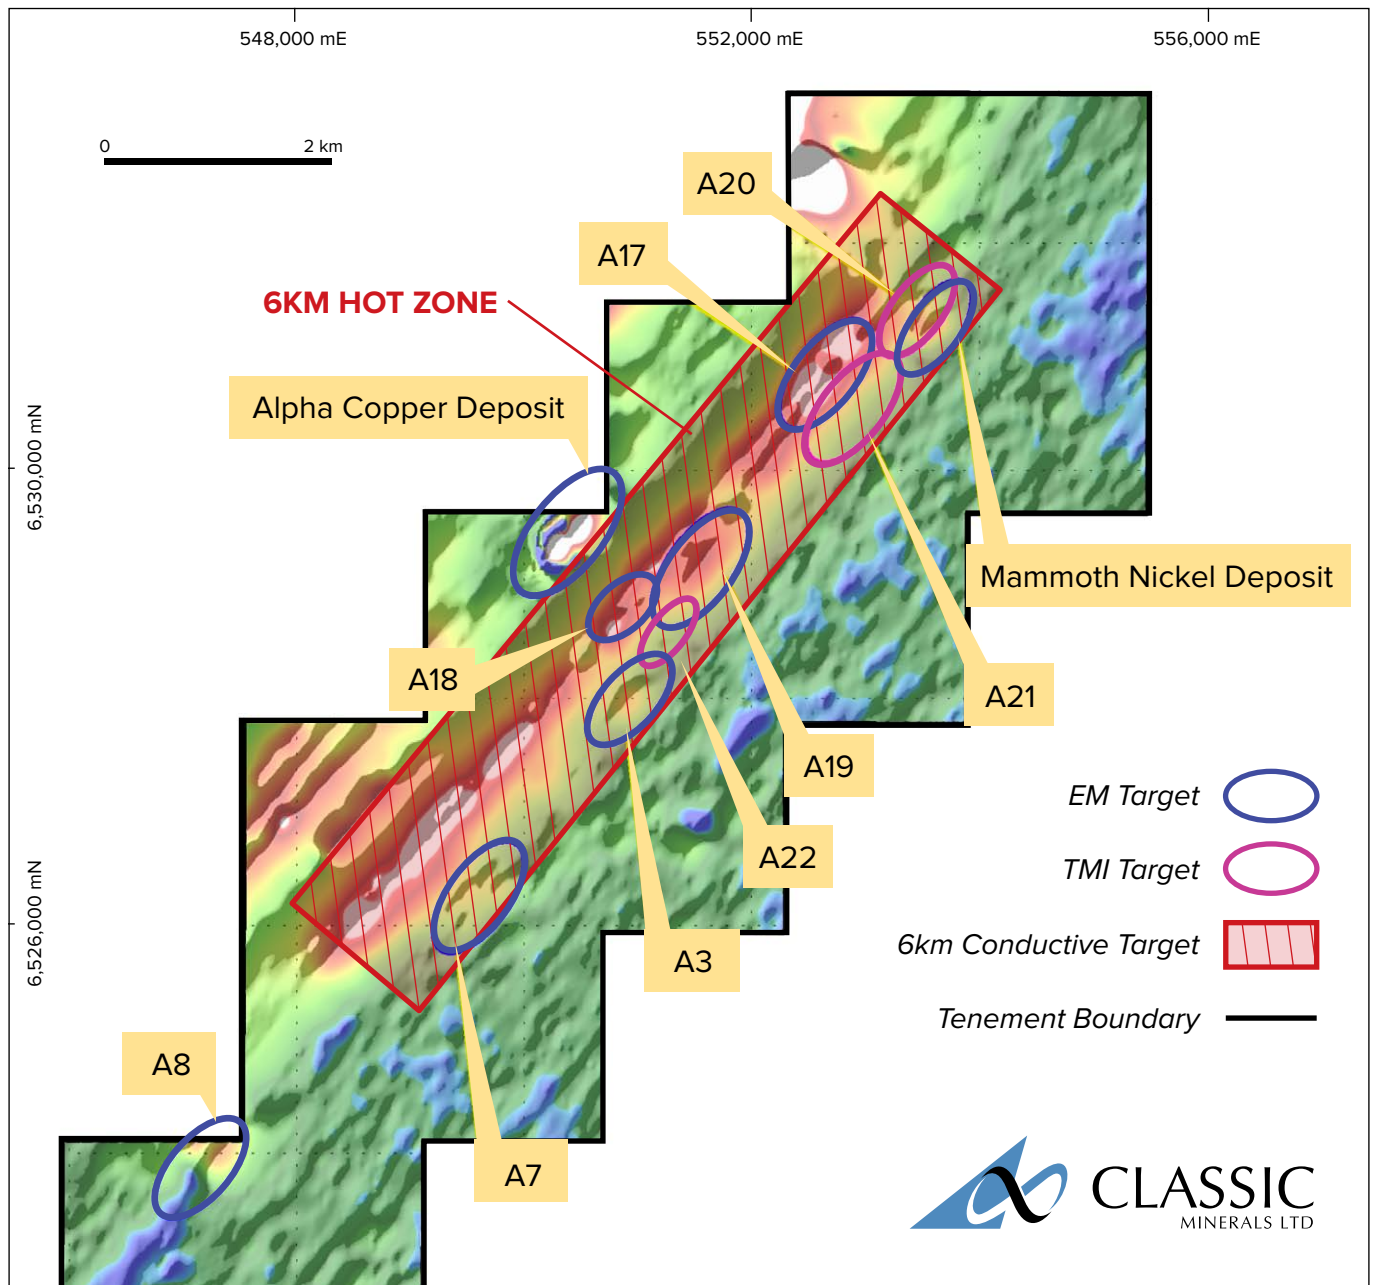 548,000 mE
552,000 mE
556,000 mE
0
2 km
A20
A17
6KM HOT ZONE
Alpha Copper Deposit
6,530,000 mN
Mammoth Nickel Deposit
A18
A21
A19
EM Target
A22
TMI Target
6,526,000 mN
A3
6km Conductive Target
Tenement Boundary
A8
A7
CLASSIC
MINERALS LTD